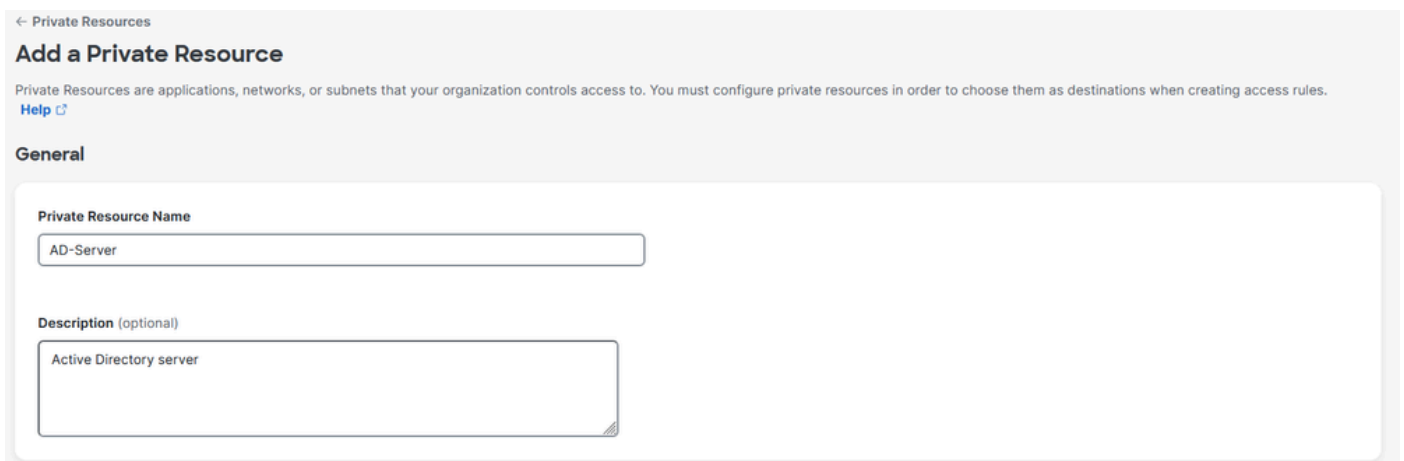 ← Private Resources
Add a Private Resource
Private Resources are applications, networks, or subnets that your organization controls access to. You must configure private resources in order to choose them as destinations when creating access rules.
Help
General
Private Resource Name
AD-Server
Description (optional)
Active Directory server